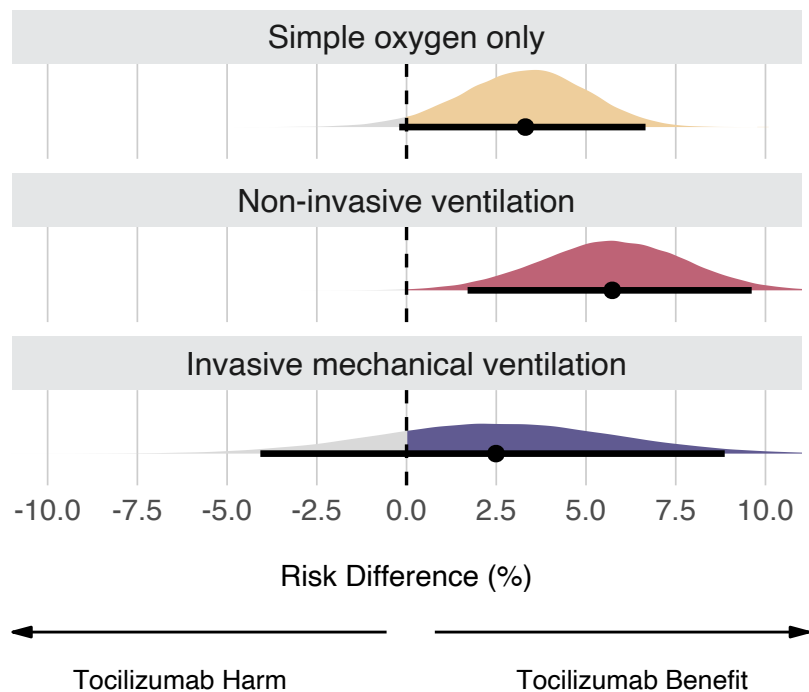 Simple oxygen only
Non-invasive ventilation
Invasive mechanical ventilation
-10.0 -7.5 -5.0 -2.5 0.0 2.5 5.0 7.5 10.0
Risk Difference (%)
Tocilizumab Harm Tocilizumab Benefit